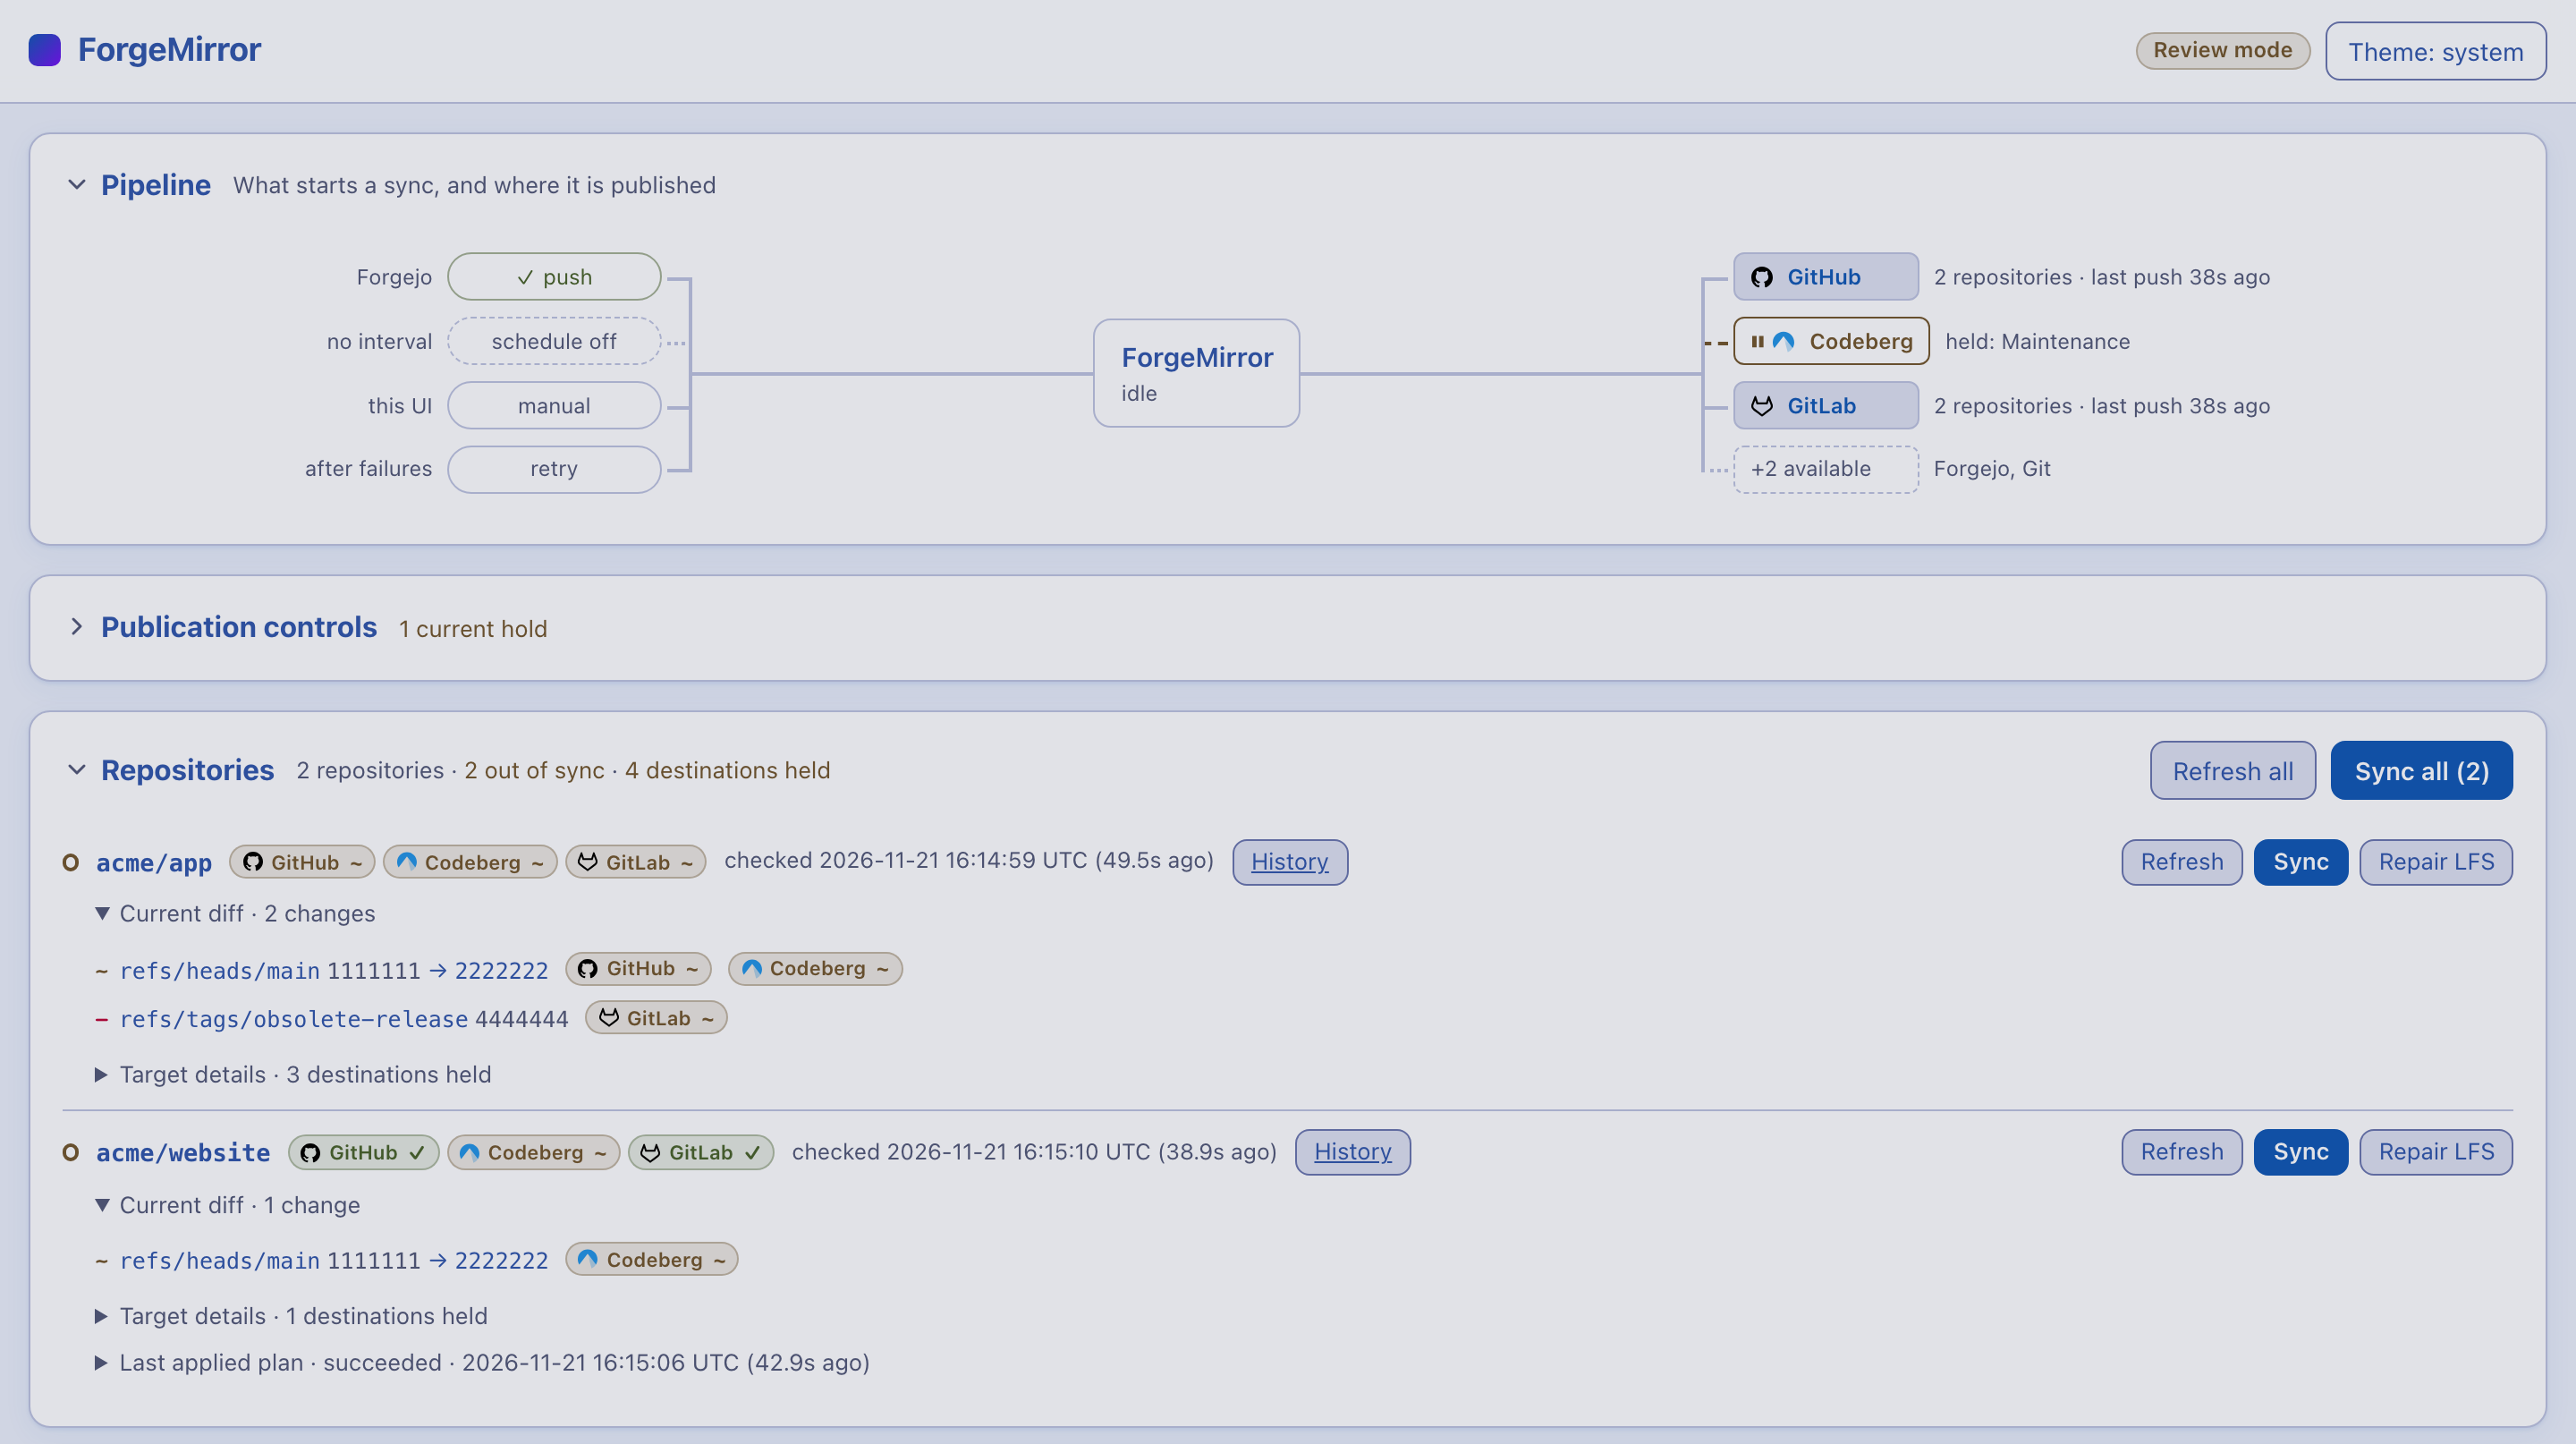 ForgeMirror
Review mode
Theme: system
Pipeline What starts a sync, and where it is published
Forgejo ✓ push
no interval schedule off
this UI manual
after failures retry
ForgeMirror
idle
GitHub 2 repositories · last push 38s ago
Codeberg held: Maintenance
GitLab 2 repositories · last push 38s ago
+2 available Forgejo, Git
Publication controls 1 current hold
Repositories 2 repositories · 2 out of sync · 4 destinations held Refresh all Sync all (2)
acme/app GitHub ~ Codeberg ~ GitLab ~ checked 2026-11-21 16:14:59 UTC (49.5s ago) History Refresh Sync Repair LFS
▼ Current diff · 2 changes
~ refs/heads/main 1111111 → 2222222 GitHub ~ Codeberg ~
− refs/tags/obsolete-release 4444444 GitLab ~
▶ Target details · 3 destinations held
acme/website GitHub ✓ Codeberg ~ GitLab ✓ checked 2026-11-21 16:15:10 UTC (38.9s ago) History Refresh Sync Repair LFS
▼ Current diff · 1 change
~ refs/heads/main 1111111 → 2222222 Codeberg ~
▶ Target details · 1 destinations held
▶ Last applied plan · succeeded · 2026-11-21 16:15:06 UTC (42.9s ago)